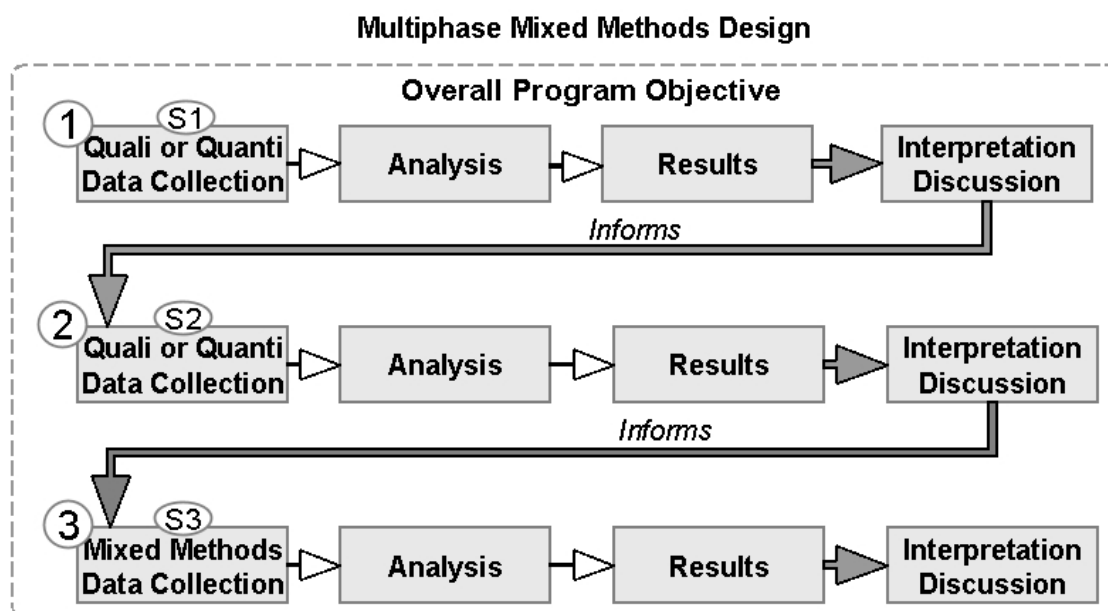 Multiphase Mixed Methods Design
Overall Program Objective
1
S1
Quali or Quanti
Data Collection
Analysis
Results
Interpretation
Discussion
Informs
2
S2
Quali or Quanti
Data Collection
Analysis
Results
Interpretation
Discussion
Informs
3
S3
Mixed Methods
Data Collection
Analysis
Results
Interpretation
Discussion